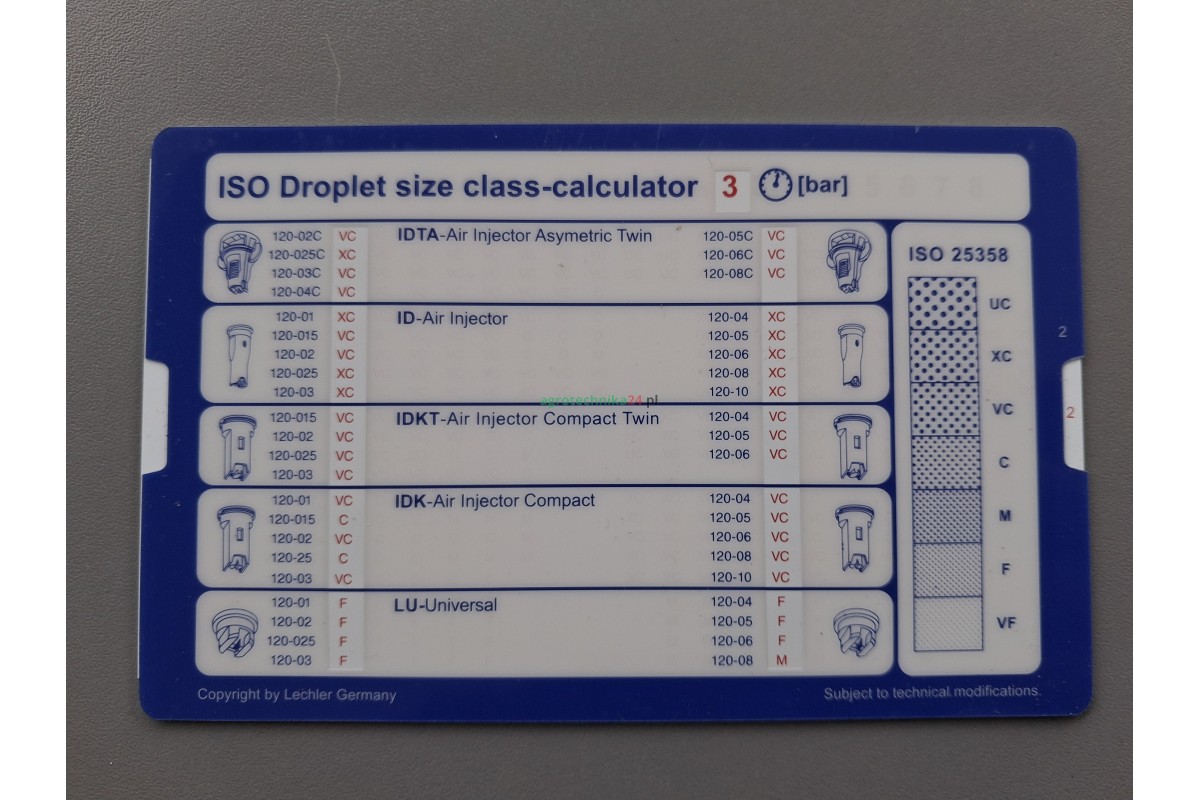 ISO Droplet size class-calculator 3 [bar] 5 6 7 8
120-02C VC IDTA-Air Injector Asymetric Twin 120-05C VC
120-025C XC 120-06C VC
120-03C VC 120-08C VC
120-04C VC
120-01 XC ID-Air Injector 120-04 XC
120-015 VC 120-05 XC
120-02 VC 120-06 XC
120-025 XC 120-08 XC
120-03 XC 120-10 XC
agrotechnika24.pl
120-015 VC IDKT-Air Injector Compact Twin 120-04 VC
120-02 VC 120-05 VC
120-025 VC 120-06 VC
120-03 VC
120-01 VC IDK-Air Injector Compact 120-04 VC
120-015 C 120-05 VC
120-02 VC 120-06 VC
120-25 C 120-08 VC
120-03 VC 120-10 VC
120-01 F LU-Universal 120-04 F
120-02 F 120-05 F
120-025 F 120-06 F
120-03 F 120-08 M
ISO 25358
UC
XC
VC
C
M
F
VF
2
2
Copyright by Lechler Germany
Subject to technical modifications.